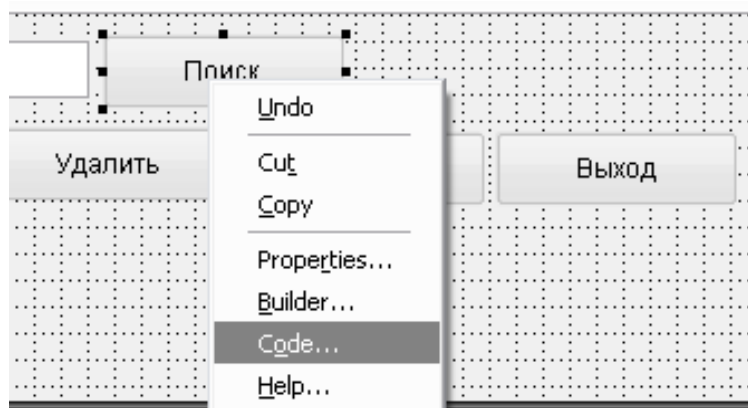 Поиск
Undo
Cut
Copy
Properties...
Builder...
Code...
Help...
Удалить
Выход